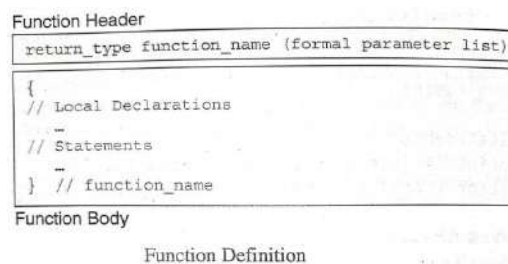 Function Header
return_type function_name (formal parameter list)
{
// Local Declarations
…
// Statements
…
} // function_name
Function Body
Function Definition